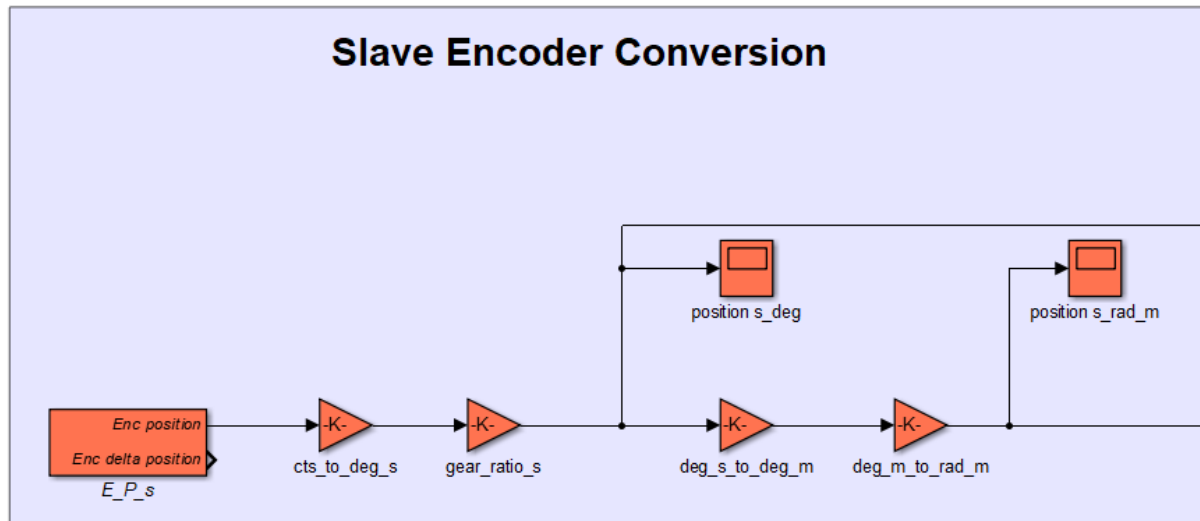 Slave Encoder Conversion
position s_deg
position s_rad_m
Enc position
Enc delta position
E_P_s
-K-
cts_to_deg_s
-K-
gear_ratio_s
-K-
deg_s_to_deg_m
-K-
deg_m_to_rad_m